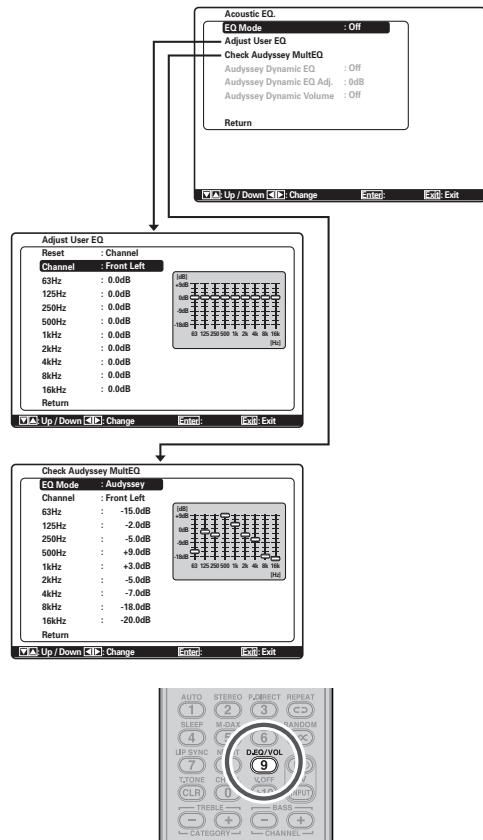 Acoustic EQ.
EQ Mode : Off
Adjust User EQ
Check Audyssey MultEQ
Audyssey Dynamic EQ : Off
Audyssey Dynamic EQ Adj. : 0dB
Audyssey Dynamic Volume : Off
Return
▼▲: Up / Down ◀▶: Change Enter: Exit: Exit
Adjust User EQ
Reset : Channel
Channel : Front Left
63Hz : 0.0dB
125Hz : 0.0dB
250Hz : 0.0dB
500Hz : 0.0dB
1kHz : 0.0dB
2kHz : 0.0dB
4kHz : 0.0dB
8kHz : 0.0dB
16kHz : 0.0dB
Return
[dB]
+9dB
0dB
-9dB
-18dB
63 125 250 500 1k 2k 4k 8k 16k
[Hz]
▼▲: Up / Down ◀▶: Change Enter: Exit: Exit
Check Audyssey MultEQ
EQ Mode : Audyssey
Channel : Front Left
63Hz : -15.0dB
125Hz : -2.0dB
250Hz : -5.0dB
500Hz : +9.0dB
1kHz : +3.0dB
2kHz : -5.0dB
4kHz : -7.0dB
8kHz : -18.0dB
16kHz : -20.0dB
Return
[dB]
+9dB
0dB
-9dB
-18dB
63 125 250 500 1k 2k 4k 8k 16k
[Hz]
▼▲: Up / Down ◀▶: Change Enter: Exit: Exit
AUTO STEREO P.DIRECT REPEAT
1 2 3
SLEEP M-DAX RANDOM
4 5 6
LIP SYNC D.EQ/VOL
7 9
T.TONE V.OFF
CLR 0 +10 INPUT
TREBLE BASS
- + - +
CATEGORY CHANNEL